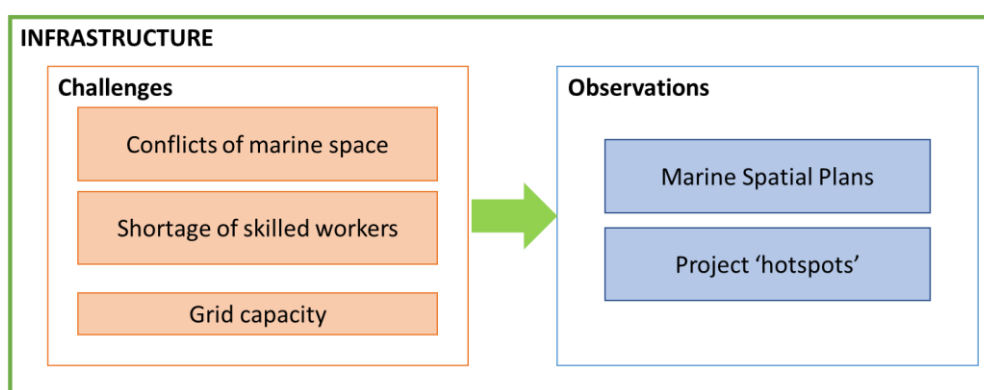 INFRASTRUCTURE
Challenges
Conflicts of marine space
Shortage of skilled workers
Grid capacity
Observations
Marine Spatial Plans
Project ‘hotspots’